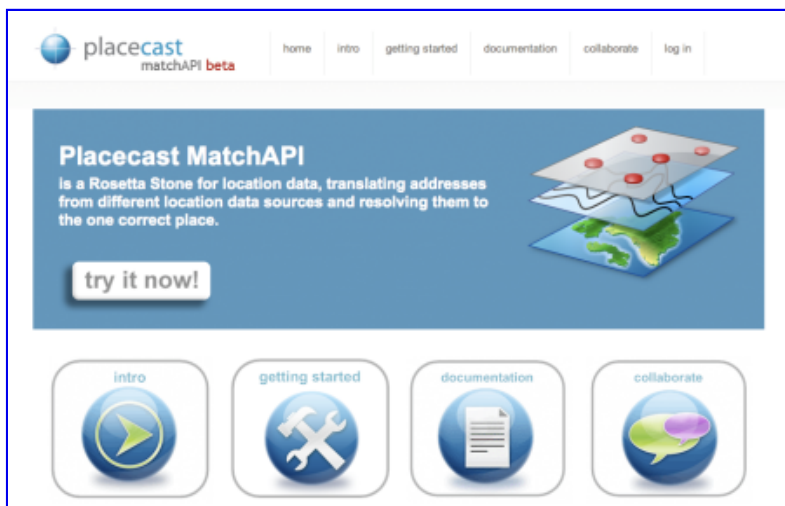 placecast
matchAPI beta
home intro getting started documentation collaborate log in
Placecast MatchAPI
is a Rosetta Stone for location data, translating addresses
from different location data sources and resolving them to
the one correct place.
try it now!
intro getting started documentation collaborate